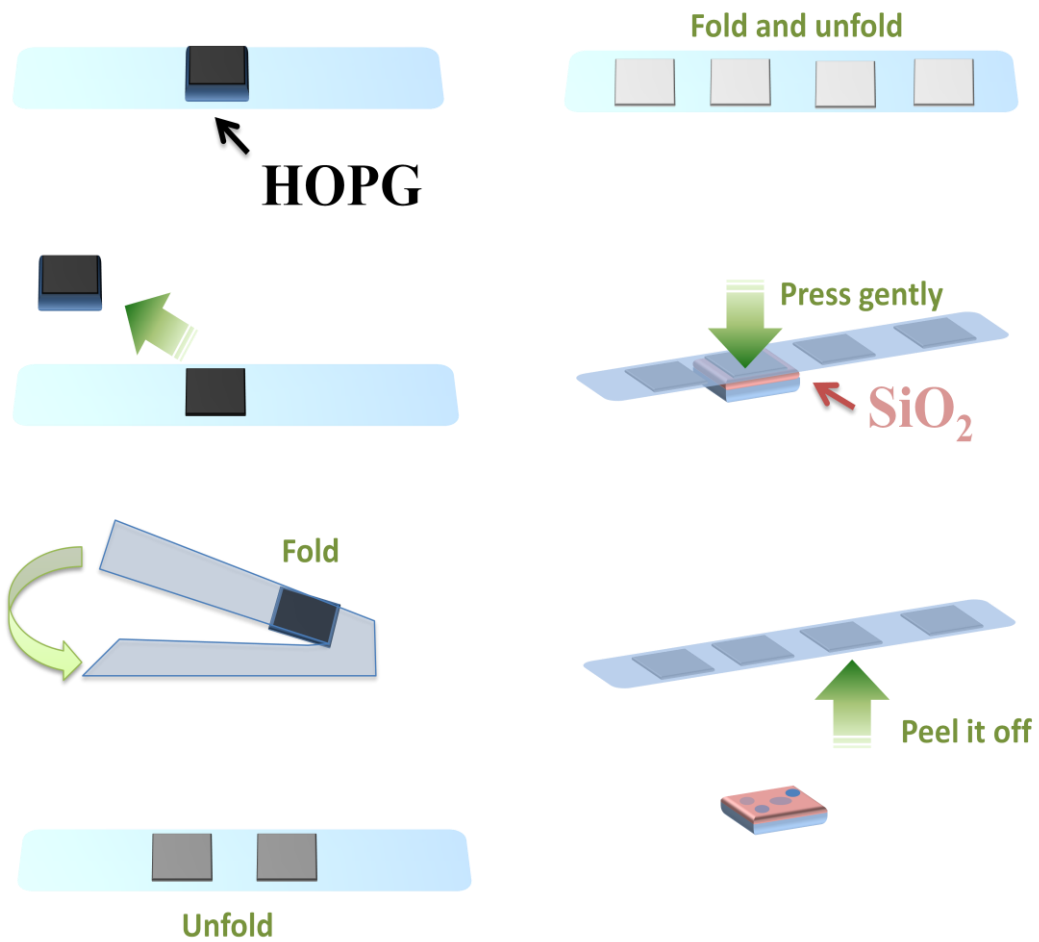 HOPG
Fold
Unfold
Fold and unfold
Press gently
SiO₂
Peel it off